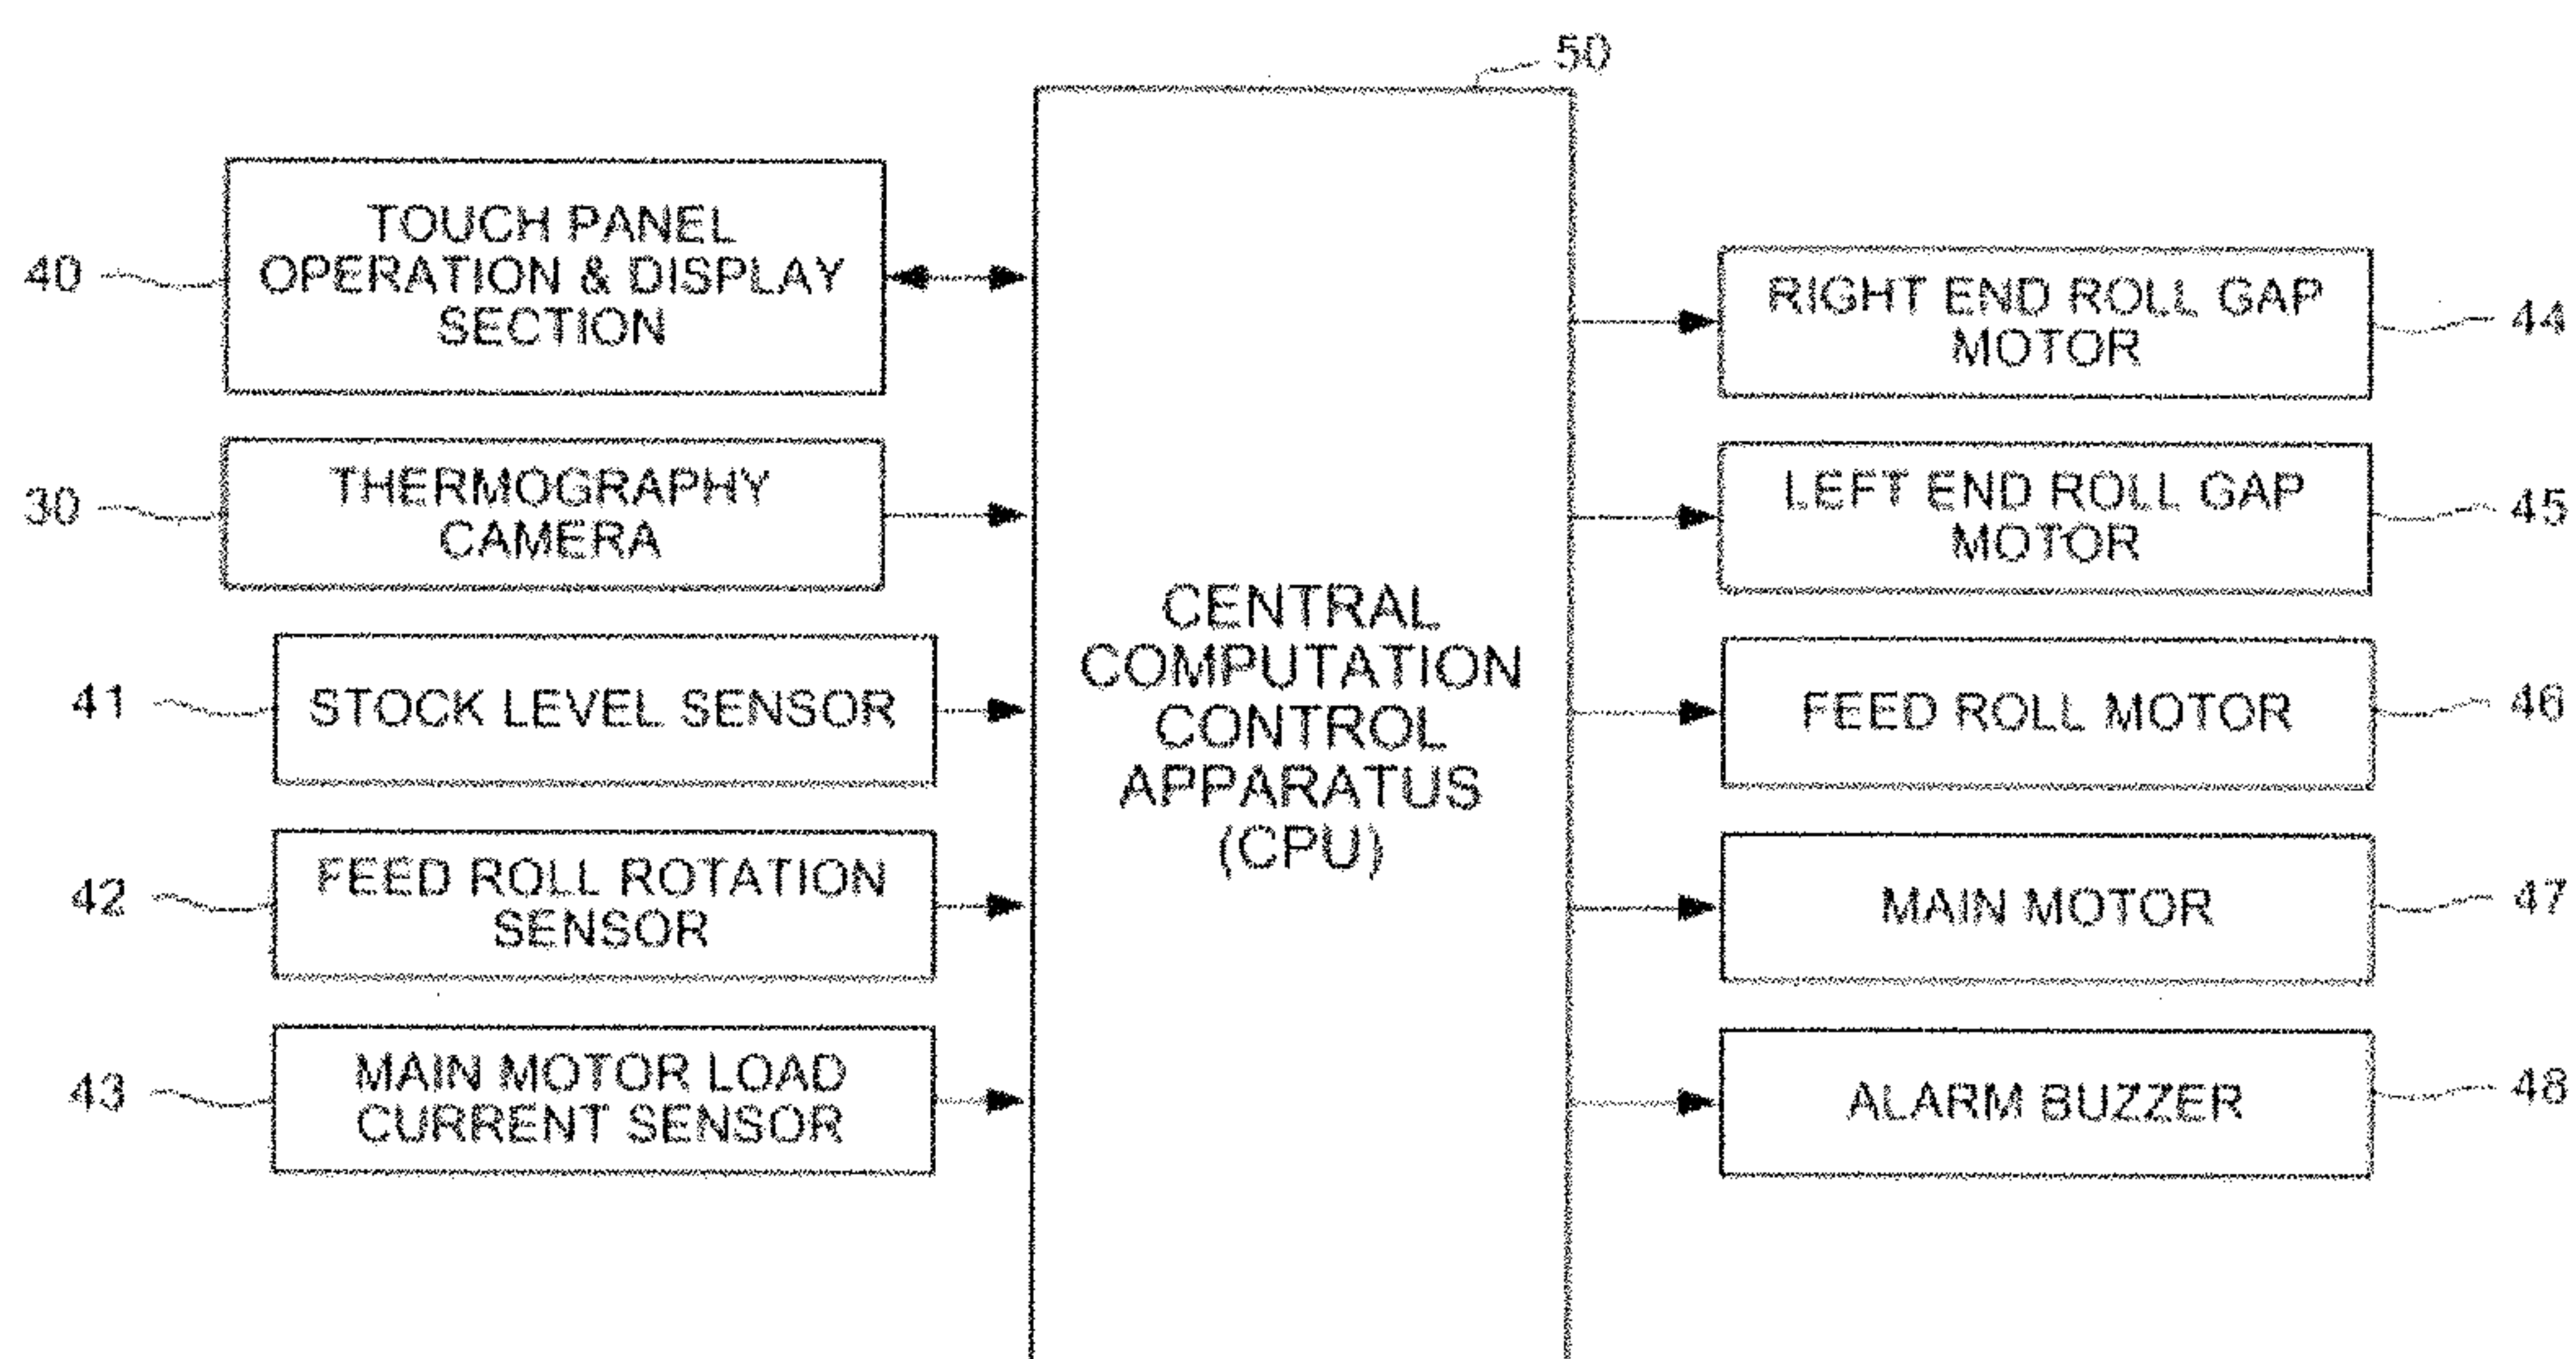 50
40
TOUCH PANEL
OPERATION & DISPLAY
SECTION
30
THERMOGRAPHY
CAMERA
41
STOCK LEVEL SENSOR
42
FEED ROLL ROTATION
SENSOR
43
MAIN MOTOR LOAD
CURRENT SENSOR
CENTRAL
COMPUTATION
CONTROL
APPARATUS
(CPU)
RIGHT END ROLL GAP
MOTOR
44
LEFT END ROLL GAP
MOTOR
45
FEED ROLL MOTOR
46
MAIN MOTOR
47
ALARM BUZZER
48